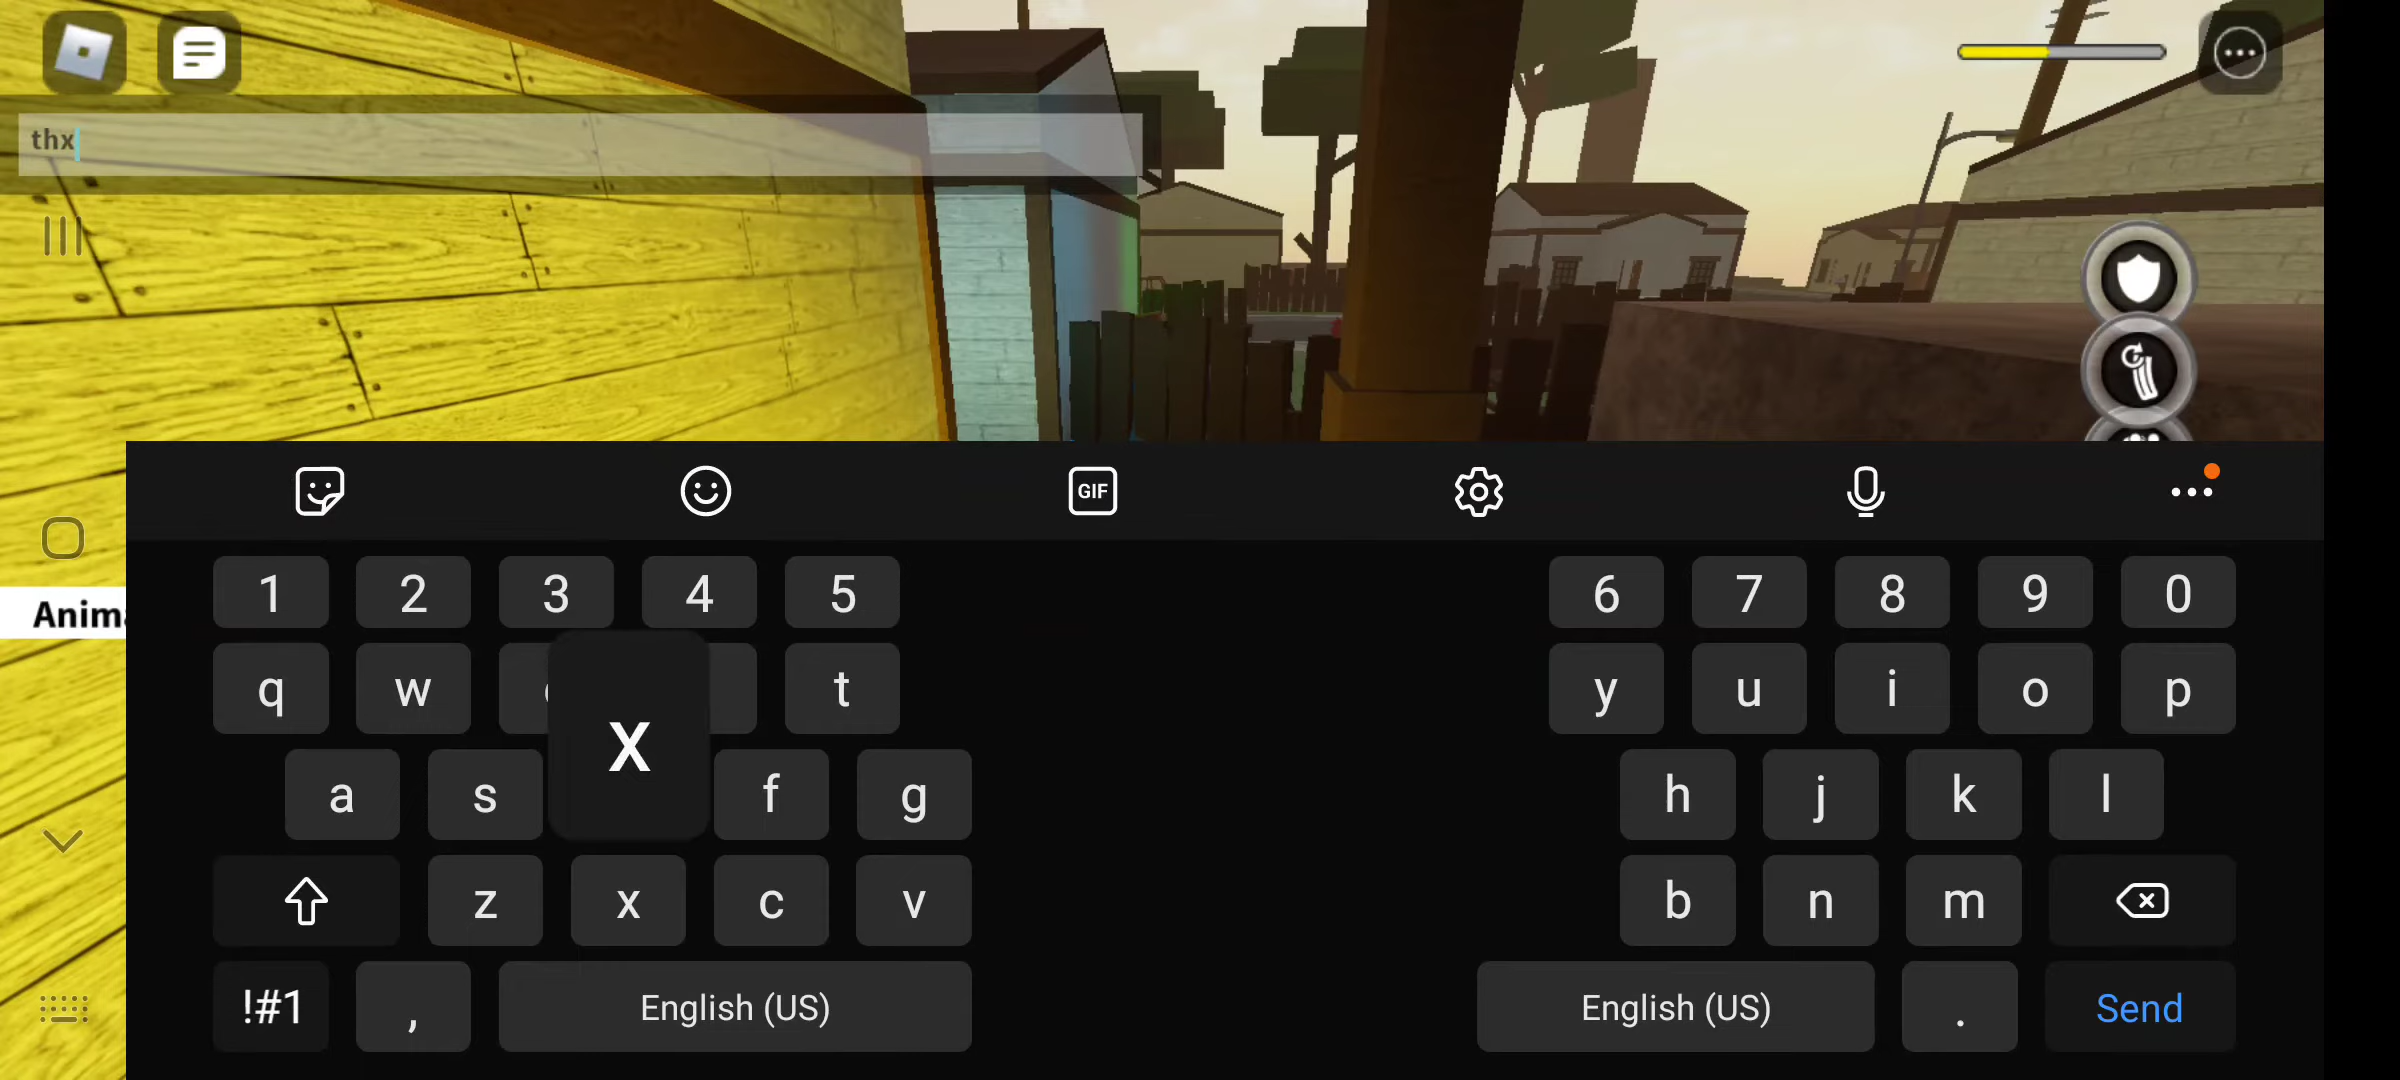 thx
Anim
GIF
1 2 3 4 5 6 7 8 9 0
q w t y u i o p
a s X f g h j k l
z x c v b n m
!#1 , English (US) English (US) . Send